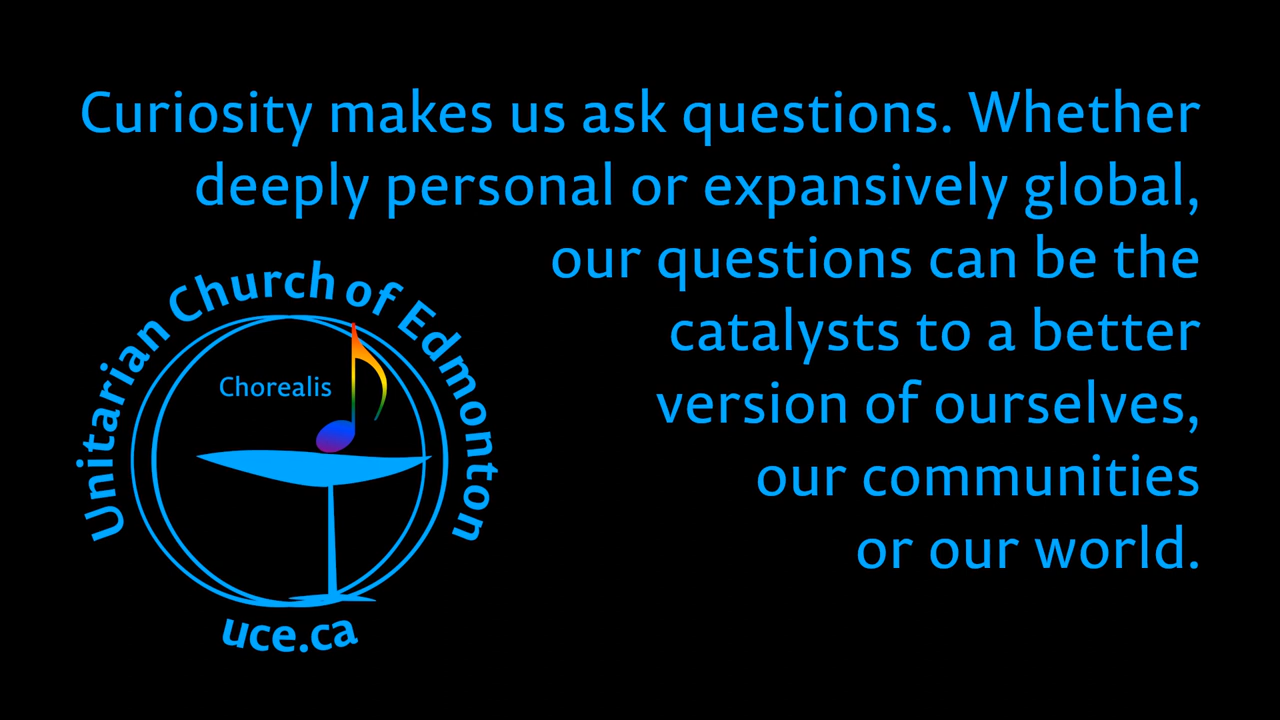 Curiosity makes us ask questions. Whether
deeply personal or expansively global,
our questions can be the
catalysts to a better
version of ourselves,
our communities
or our world.
Unitarian Church of Edmonton
Chorealis
uce.ca